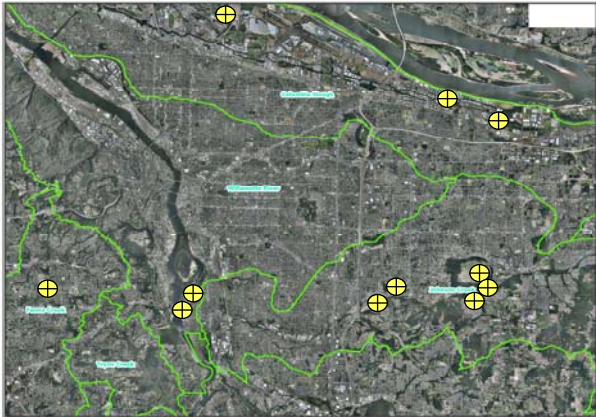 Columbia Slough
Willamette River
Johnson Creek
Fanno Creek
Tryon Creek